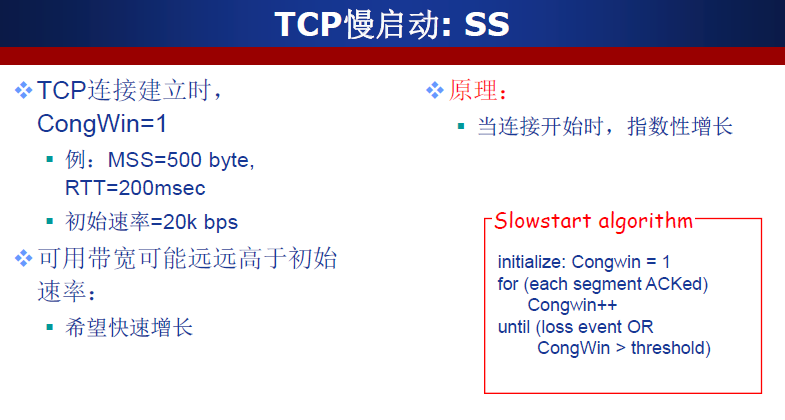 TCP慢启动: SS
TCP连接建立时，
CongWin=1
例：MSS=500 byte,
RTT=200msec
初始速率=20k bps
可用带宽可能远远高于初始
速率：
希望快速增长
原理：
当连接开始时，指数性增长
Slowstart algorithm
initialize: Congwin = 1
for (each segment ACKed)
Congwin++
until (loss event OR
CongWin > threshold)